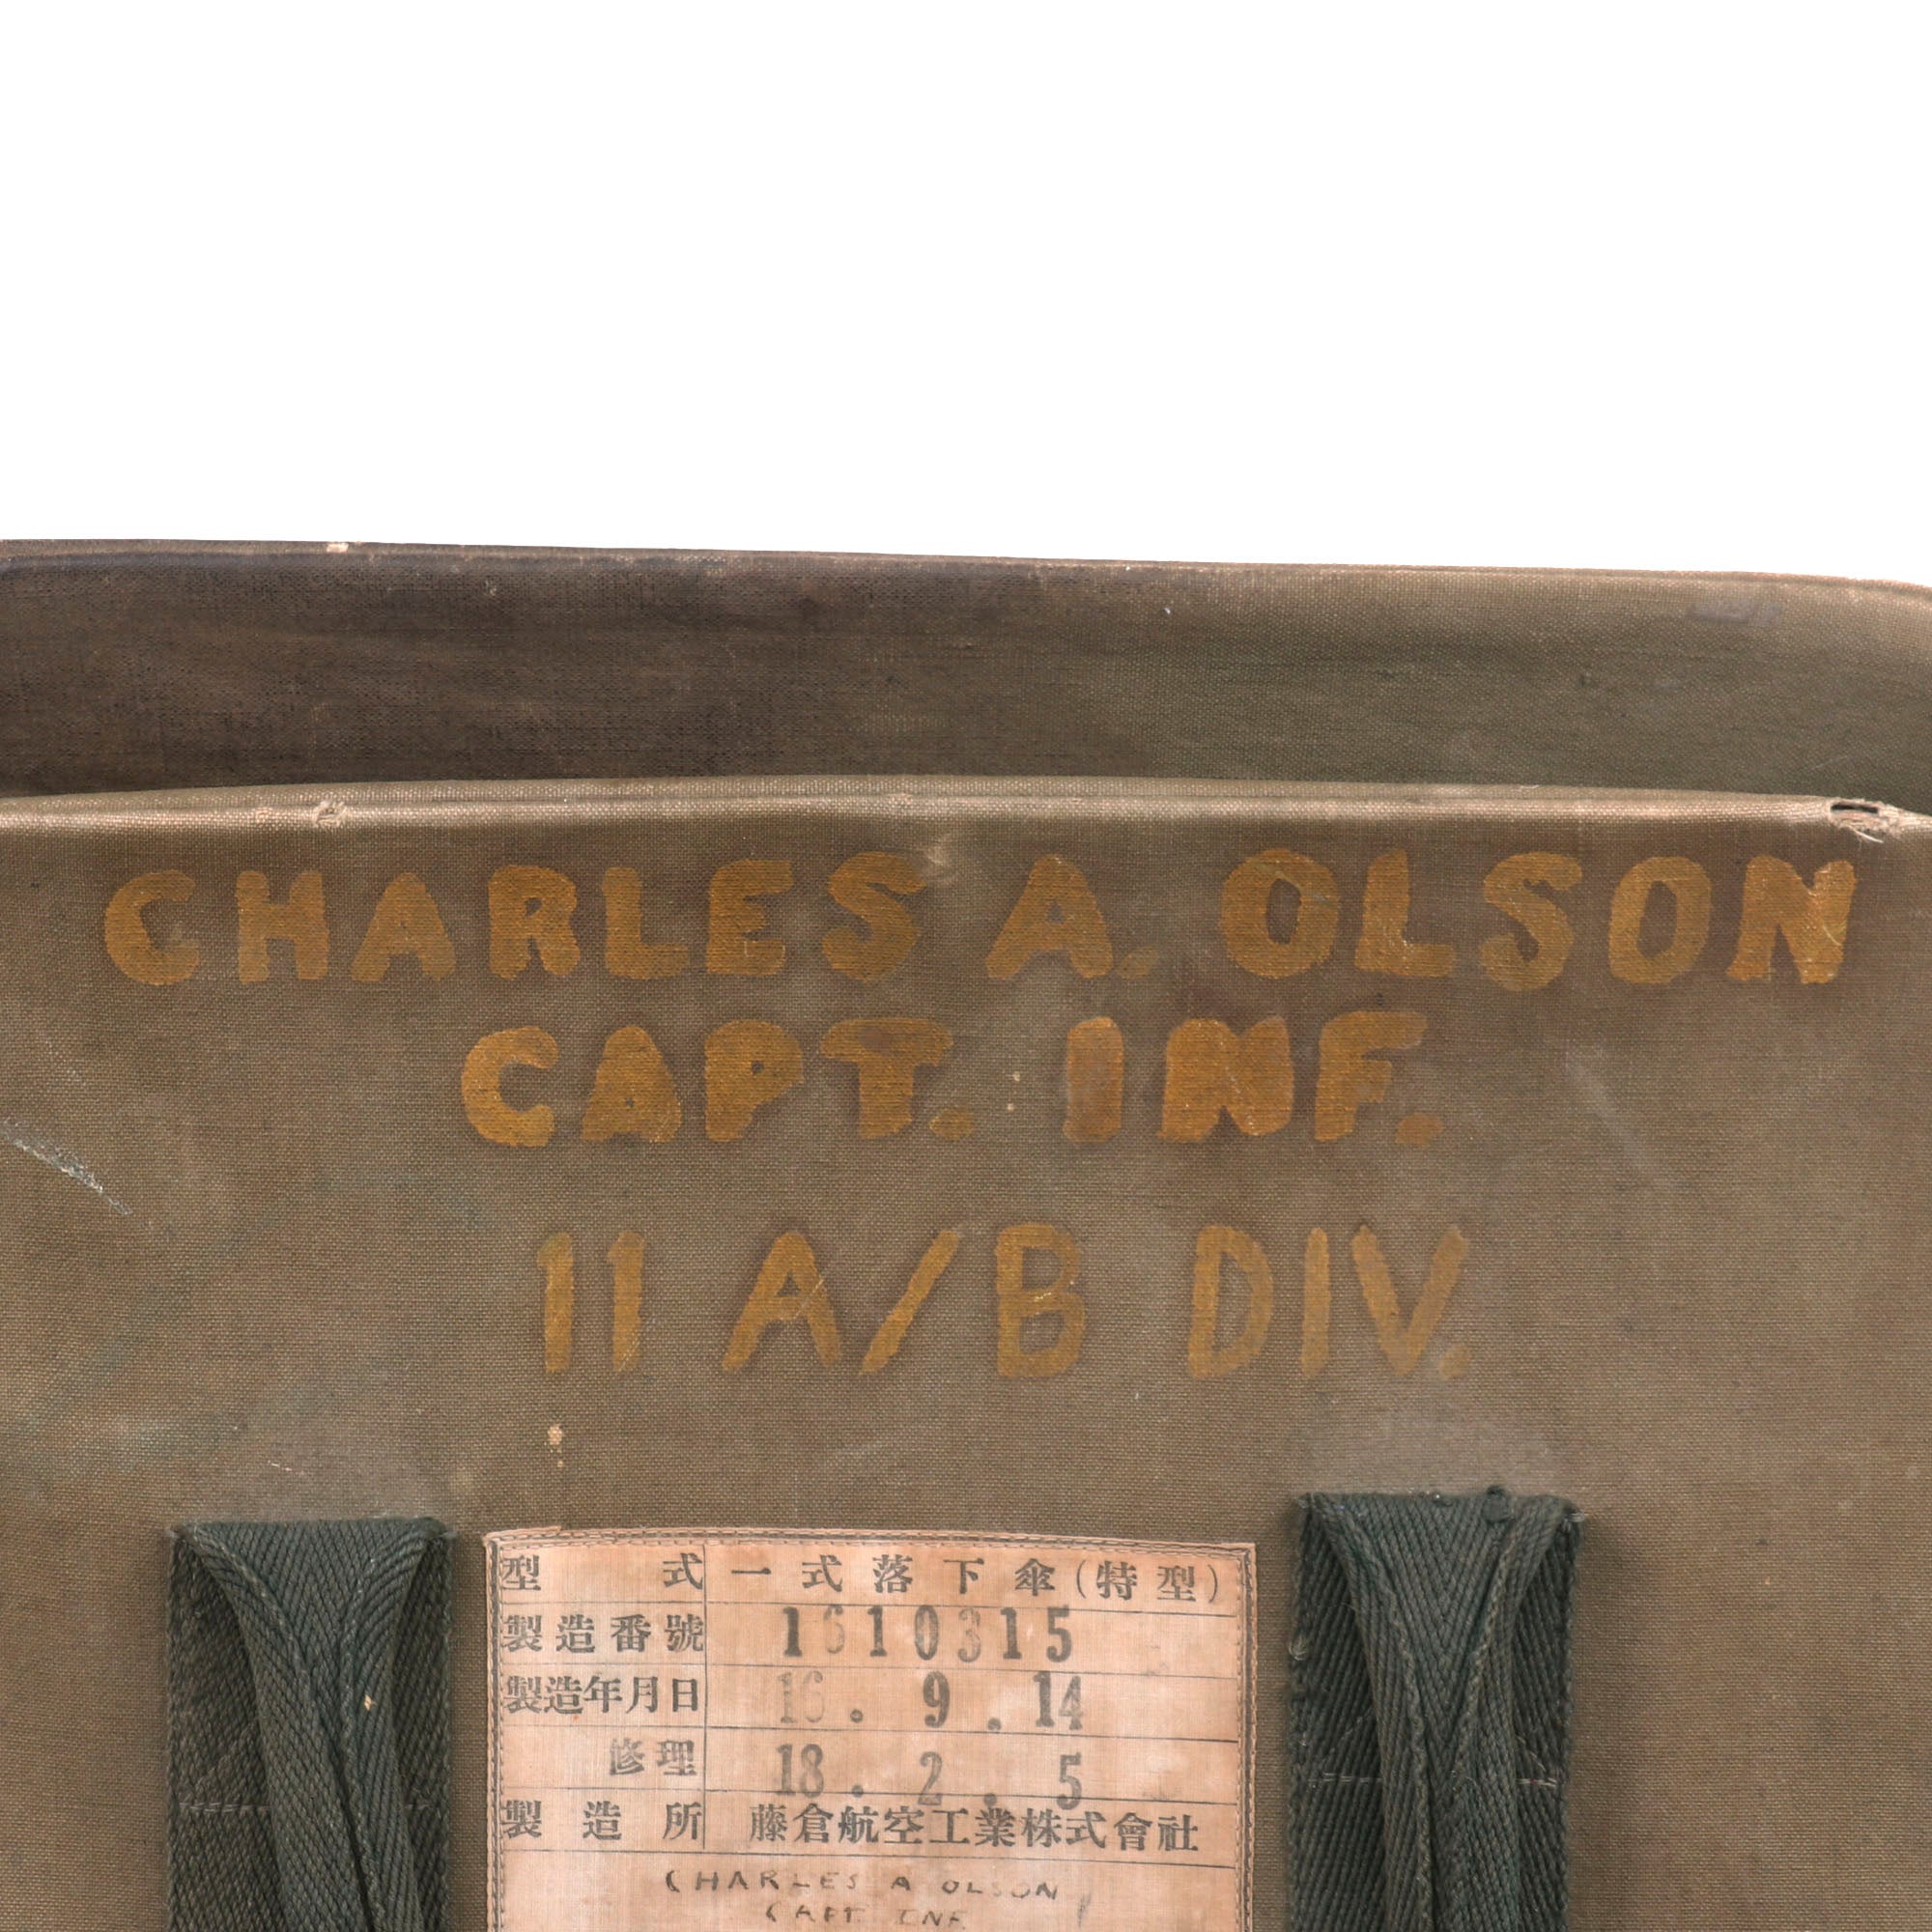 CHARLES A. OLSON
CAPT. INF.
11 A/B DIV.
型式 一式落下傘(特型)
製造番號 1610315
製造年月日 16. 9. 14
修理 18. 2. 5
製造所 藤倉航空工業株式會社
CHARLES A OLSON
CAPT. INF.